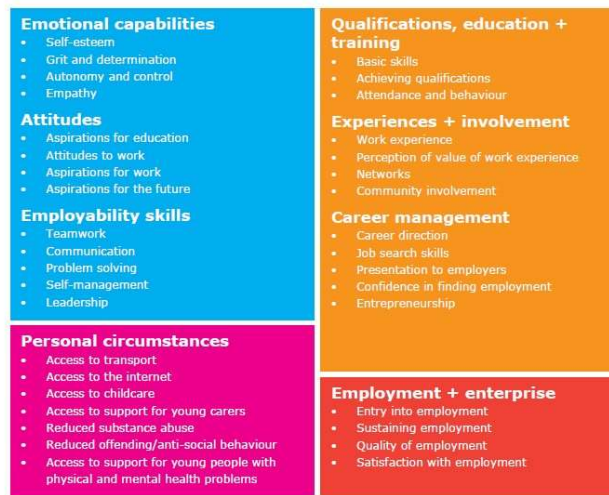 Emotional capabilities
• Self-esteem
• Grit and determination
• Autonomy and control
• Empathy
Attitudes
• Aspirations for education
• Attitudes to work
• Aspirations for work
• Aspirations for the future
Employability skills
• Teamwork
• Communication
• Problem solving
• Self-management
• Leadership
Personal circumstances
• Access to transport
• Access to the internet
• Access to childcare
• Access to support for young carers
• Reduced substance abuse
• Reduced offending/anti-social behaviour
• Access to support for young people with
physical and mental health problems
Qualifications, education +
training
• Basic skills
• Achieving qualifications
• Attendance and behaviour
Experiences + involvement
• Work experience
• Perception of value of work experience
• Networks
• Community involvement
Career management
• Career direction
• Job search skills
• Presentation to employers
• Confidence in finding employment
• Entrepreneurship
Employment + enterprise
• Entry into employment
• Sustaining employment
• Quality of employment
• Satisfaction with employment